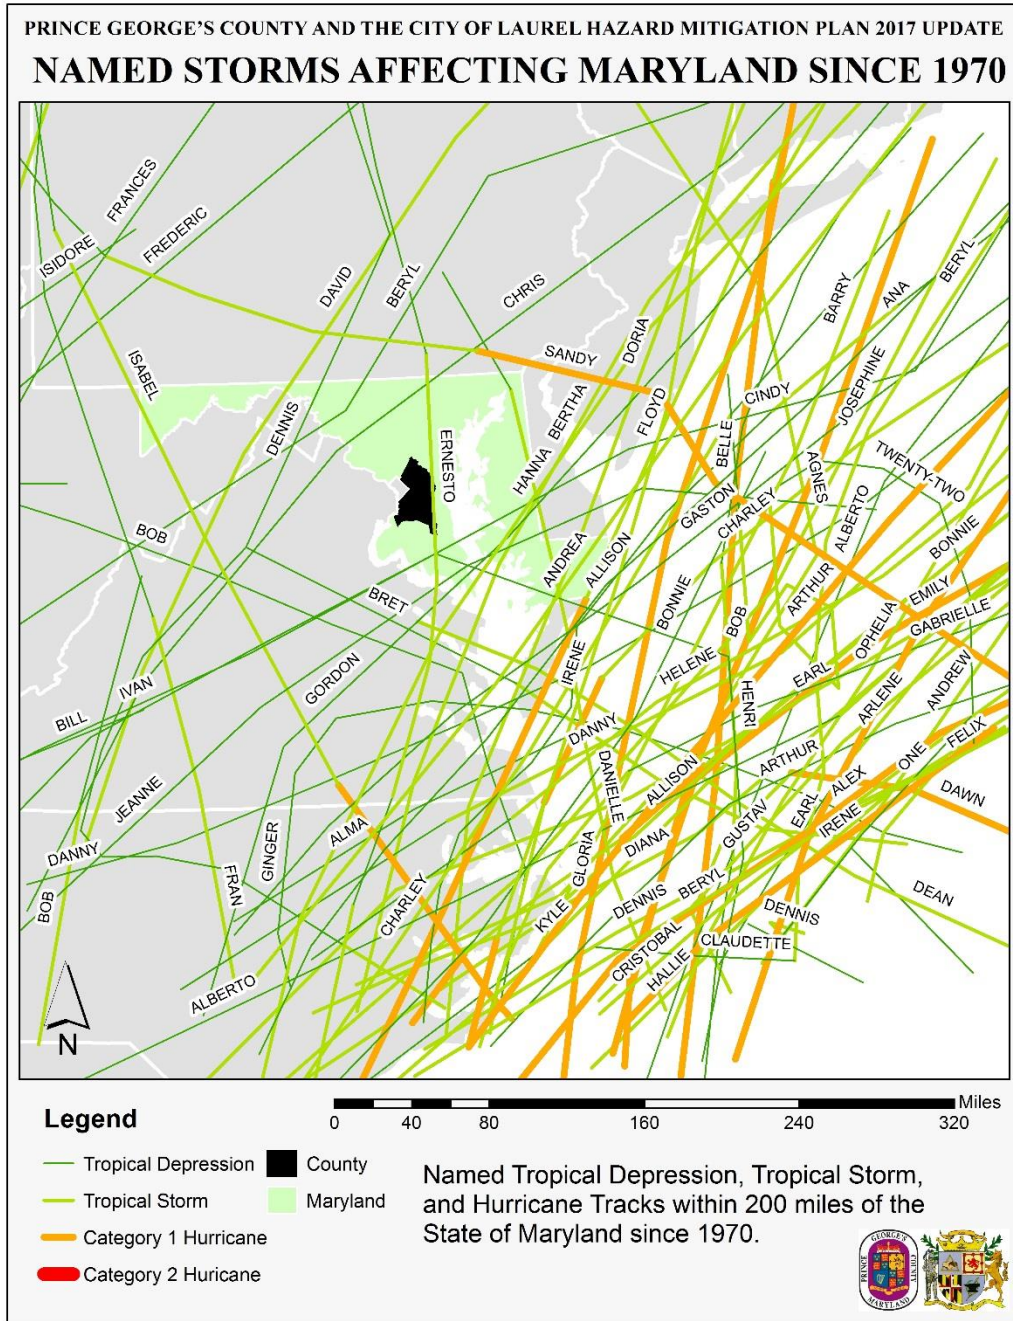 PRINCE GEORGE'S COUNTY AND THE CITY OF LAUREL HAZARD MITIGATION PLAN 2017 UPDATE
NAMED STORMS AFFECTING MARYLAND SINCE 1970
FRANCES
FREDERIC
ISIDORE
DAVID
BERYL
CHRIS
BARRY
ANA
BERYL
DORIA
SANDY
ISABEL
DENNIS
BERTHA
FLOYD
CINDY
JOSEPHINE
ERNESTO
HANNA
BELLE
AGNES
TWENTY-TWO
GASTON
CHARLEY
ALBERTO
BONNIE
BOB
ANDREA
ALLISON
BRET
BONNIE
ARTHUR
EMILY
BOB
OPHELIA
GABRIELLE
IRENE
HELENE
EARL
ANDREW
GORDON
IVAN
HENRI
ARLENE
BILL
DANNY
FELIX
ONE
ARTHUR
JEANNE
DANIELLE
ALLISON
ALEX
DAWN
ALMA
GINGER
EARL
IRENE
GUSTAV
DIANA
DANNY
GLORIA
FRAN
BERYL
DEAN
BOB
CHARLEY
KYLE
DENNIS
DENNIS
CRISTOBAL
CLAUDETTE
HALLIE
ALBERTO
N
Legend
Miles
0 40 80 160 240 320
Tropical Depression
County
Tropical Storm
Maryland
Category 1 Hurricane
Category 2 Huricane
Named Tropical Depression, Tropical Storm,
and Hurricane Tracks within 200 miles of the
State of Maryland since 1970.
PRINCE GEORGE'S COUNTY
MARYLAND